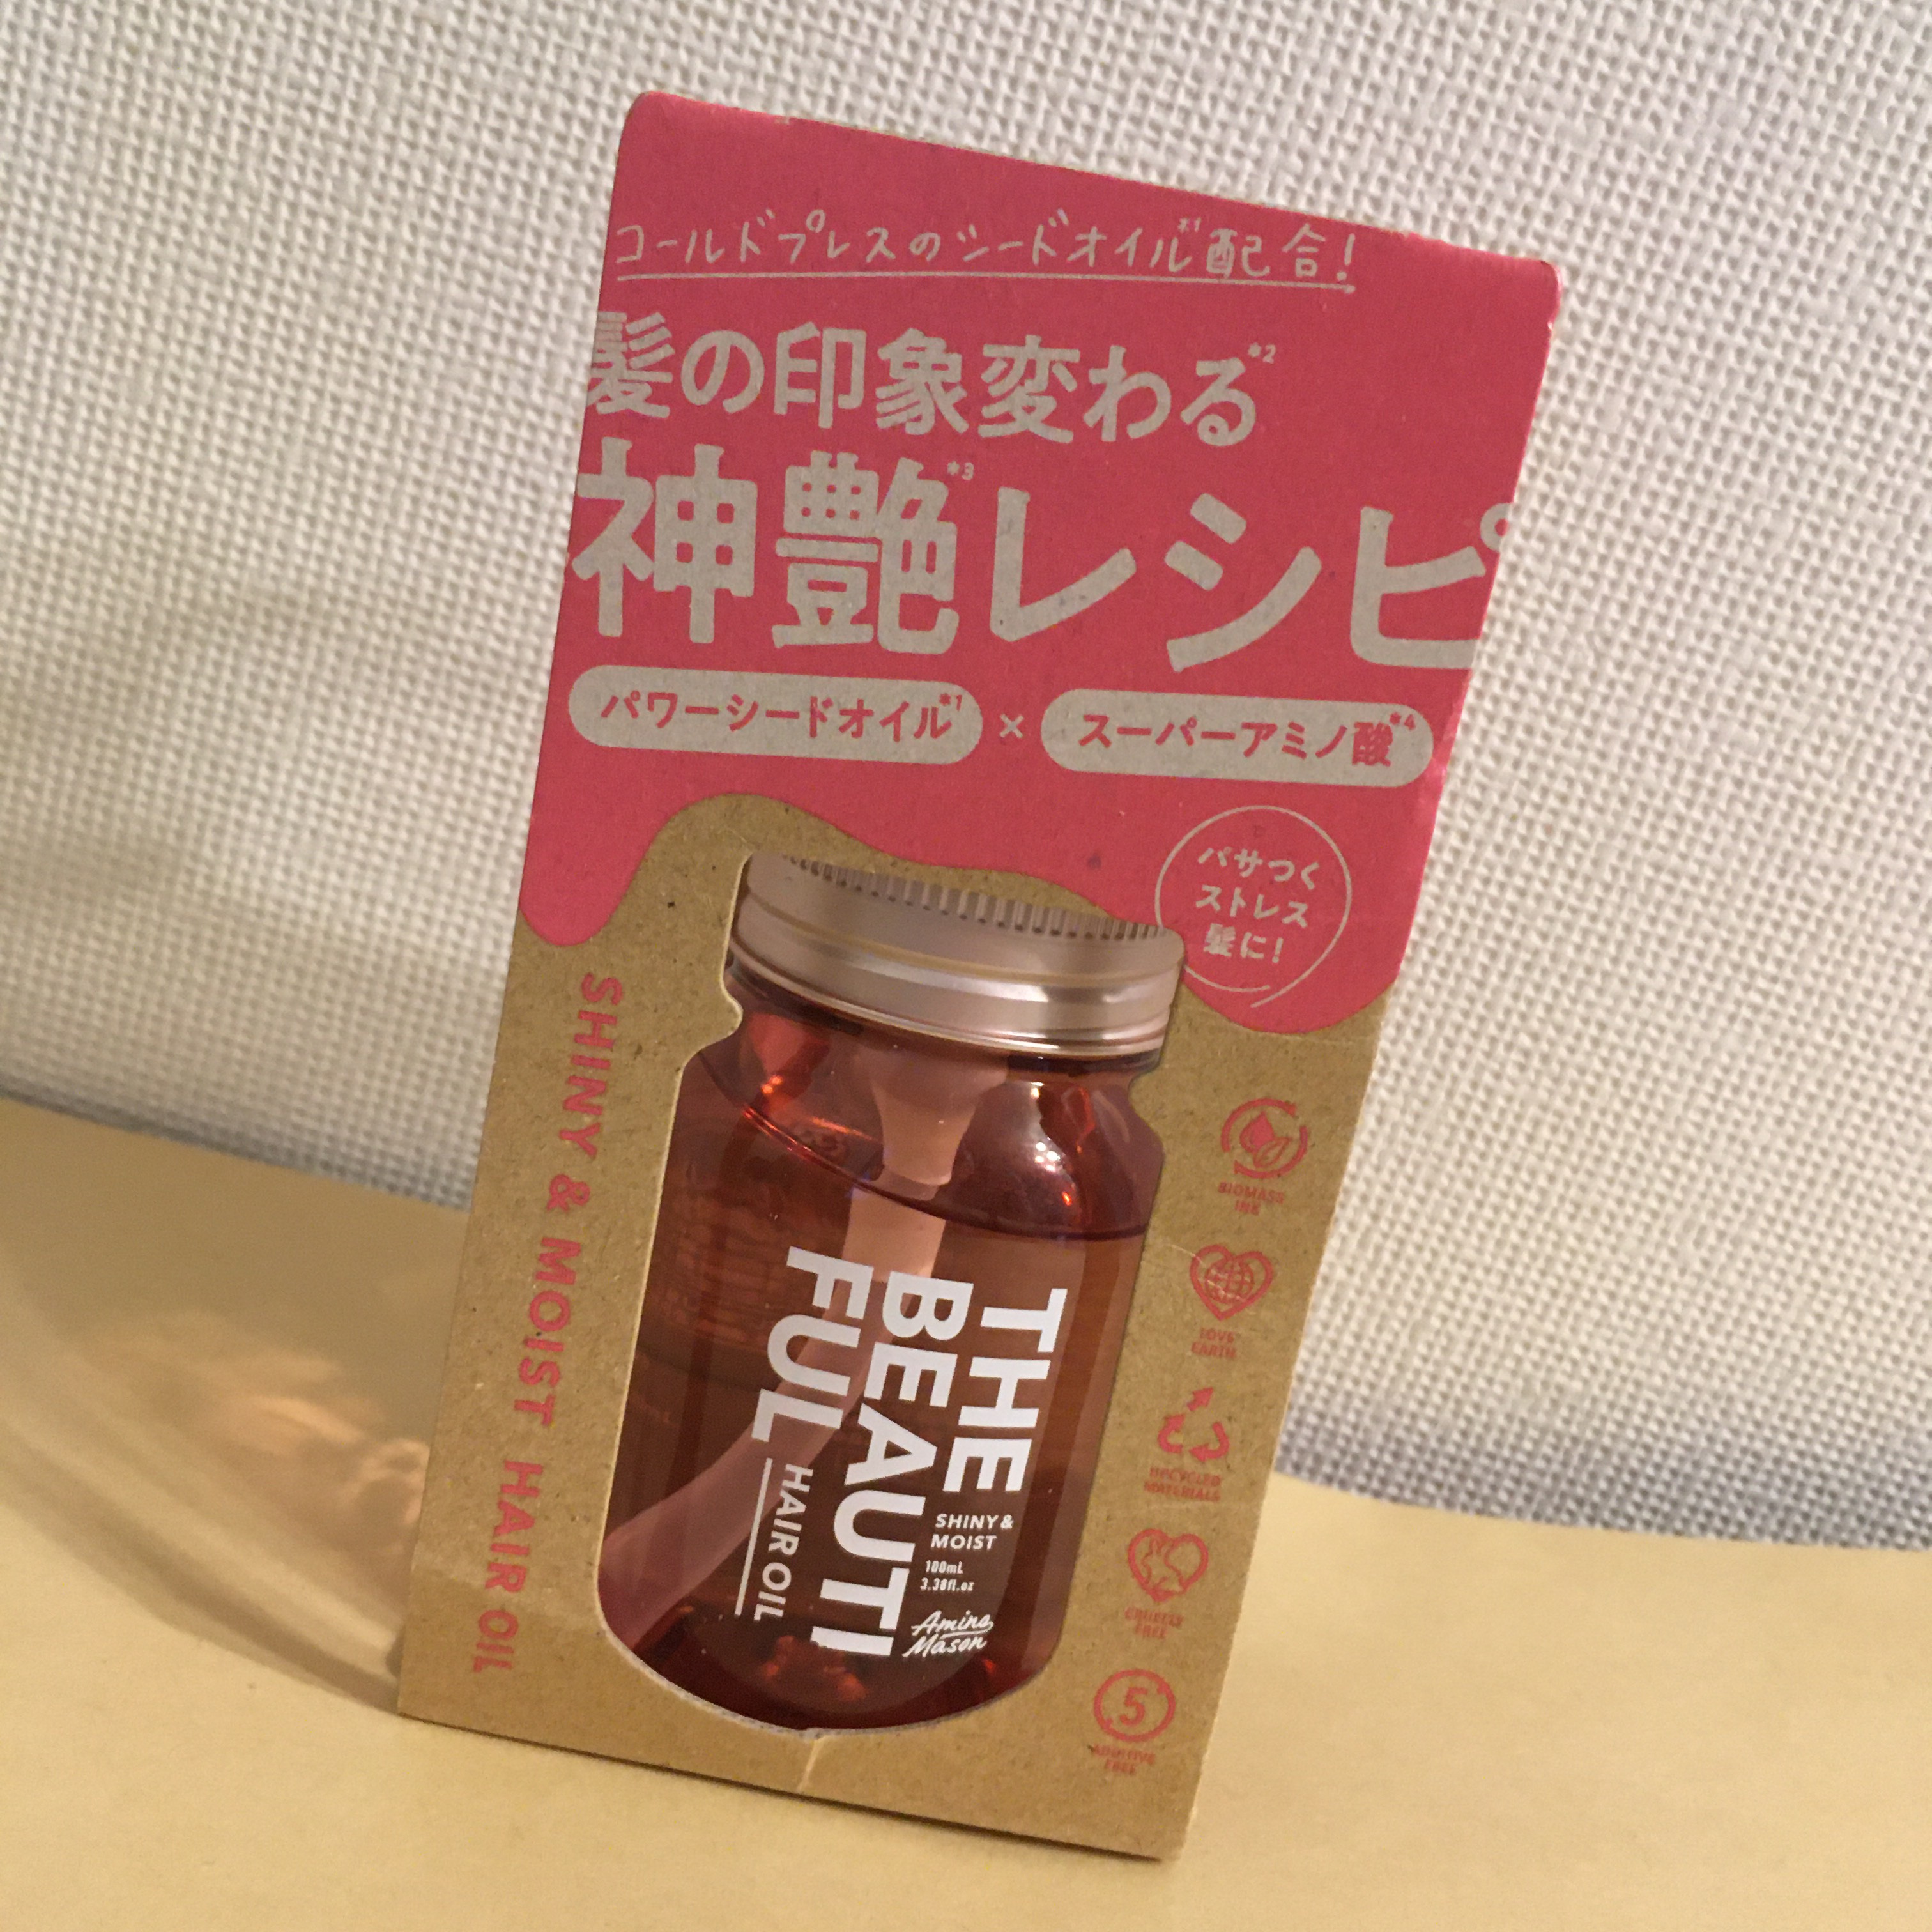 コールドプレスのシードオイル*1配合!
髪の印象変わる*2
神艶*3レシピ
パワーシードオイル*1 × スーパーアミノ酸*4
パサつく
ストレス
髪に!
SHINY & MOIST HAIR OIL
THE
BEAUTI
FUL
HAIR OIL
SHINY &
MOIST
100mL
3.38fl.oz
Amino
Mason
BIOMASS
INK
LOVE
EARTH
RECYCLED
MATERIALS
CRUELTY
FREE
5
ADDITIVE
FREE